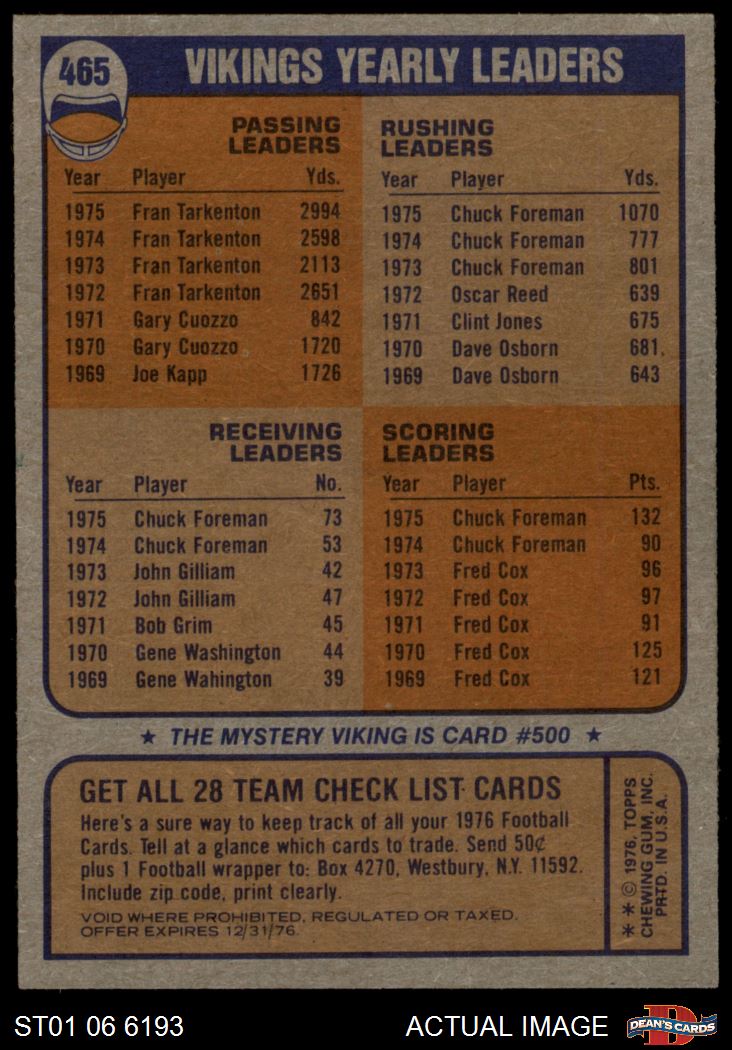 465
VIKINGS YEARLY LEADERS
PASSING
LEADERS
Year Player Yds.
1975 Fran Tarkenton 2994
1974 Fran Tarkenton 2598
1973 Fran Tarkenton 2113
1972 Fran Tarkenton 2651
1971 Gary Cuozzo 842
1970 Gary Cuozzo 1720
1969 Joe Kapp 1726
RUSHING
LEADERS
Year Player Yds.
1975 Chuck Foreman 1070
1974 Chuck Foreman 777
1973 Chuck Foreman 801
1972 Oscar Reed 639
1971 Clint Jones 675
1970 Dave Osborn 681
1969 Dave Osborn 643
RECEIVING
LEADERS
Year Player No.
1975 Chuck Foreman 73
1974 Chuck Foreman 53
1973 John Gilliam 42
1972 John Gilliam 47
1971 Bob Grim 45
1970 Gene Washington 44
1969 Gene Wahington 39
SCORING
LEADERS
Year Player Pts.
1975 Chuck Foreman 132
1974 Chuck Foreman 90
1973 Fred Cox 96
1972 Fred Cox 97
1971 Fred Cox 91
1970 Fred Cox 125
1969 Fred Cox 121
★ THE MYSTERY VIKING IS CARD #500 ★
GET ALL 28 TEAM CHECK LIST CARDS
Here's a sure way to keep track of all your 1976 Football
Cards. Tell at a glance which cards to trade. Send 50¢
plus 1 Football wrapper to: Box 4270, Westbury, N.Y. 11592.
Include zip code, print clearly.
VOID WHERE PROHIBITED, REGULATED OR TAXED.
OFFER EXPIRES 12/31/76.
* * © 1976, TOPPS
CHEWING GUM, INC.
PRTD. IN U.S.A.
ST01 06 6193
ACTUAL IMAGE
D
DEAN'S CARDS